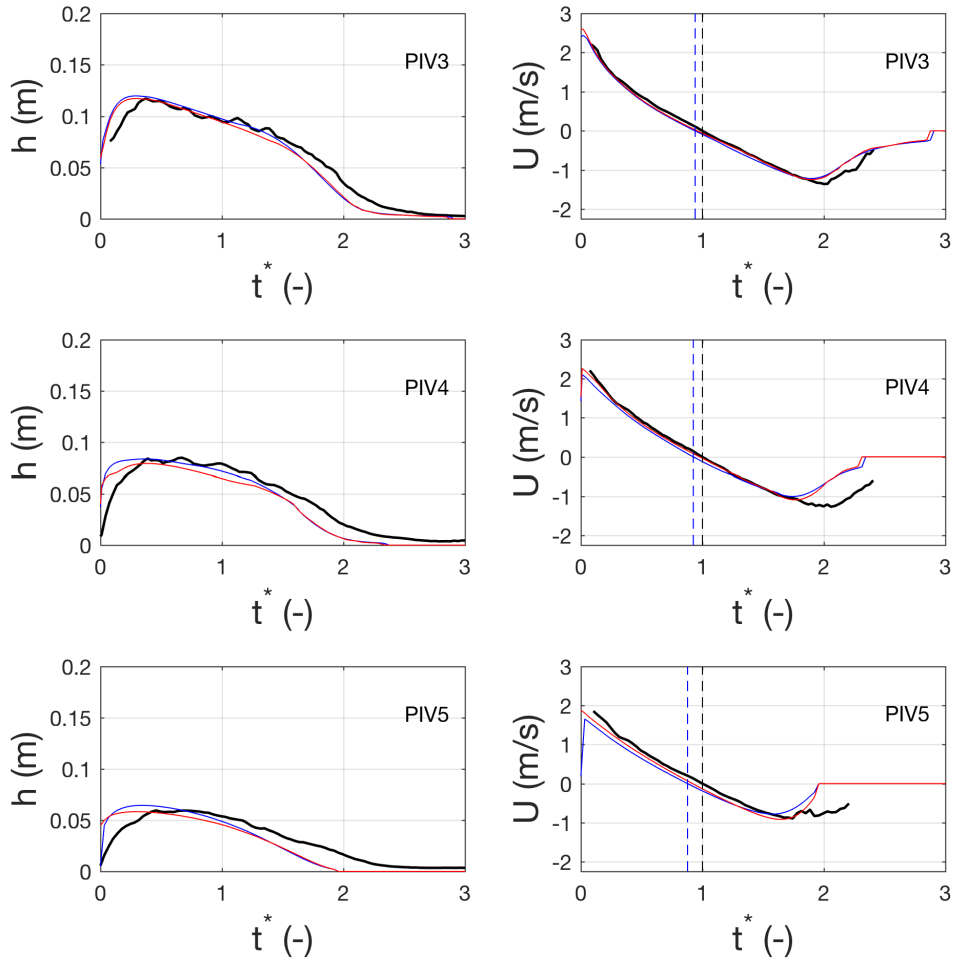 0.2
0.15
0.1
0.05
0
h (m)
PIV3
0 1 2 3
t* (-)
3
2
1
0
-1
-2
U (m/s)
PIV3
0 1 2 3
t* (-)
0.2
0.15
0.1
0.05
0
h (m)
PIV4
0 1 2 3
t* (-)
3
2
1
0
-1
-2
U (m/s)
PIV4
0 1 2 3
t* (-)
0.2
0.15
0.1
0.05
0
h (m)
PIV5
0 1 2 3
t* (-)
3
2
1
0
-1
-2
U (m/s)
PIV5
0 1 2 3
t* (-)